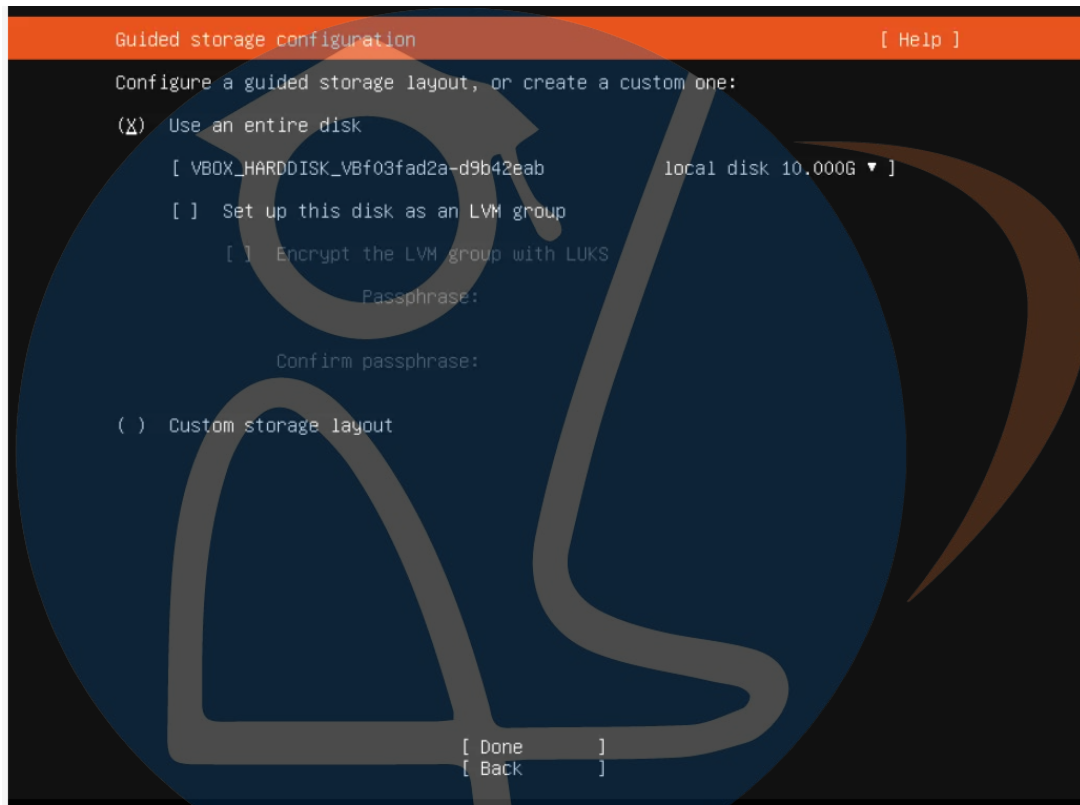 Guided storage configuration [ Help ]
Configure a guided storage layout, or create a custom one:
(X) Use an entire disk
[ VBOX_HARDDISK_VBf03fad2a-d9b42eab local disk 10.000G ▾ ]
[ ] Set up this disk as an LVM group
[ ] Encrypt the LVM group with LUKS
Passphrase:
Confirm passphrase:
( ) Custom storage layout
[ Done ]
[ Back ]